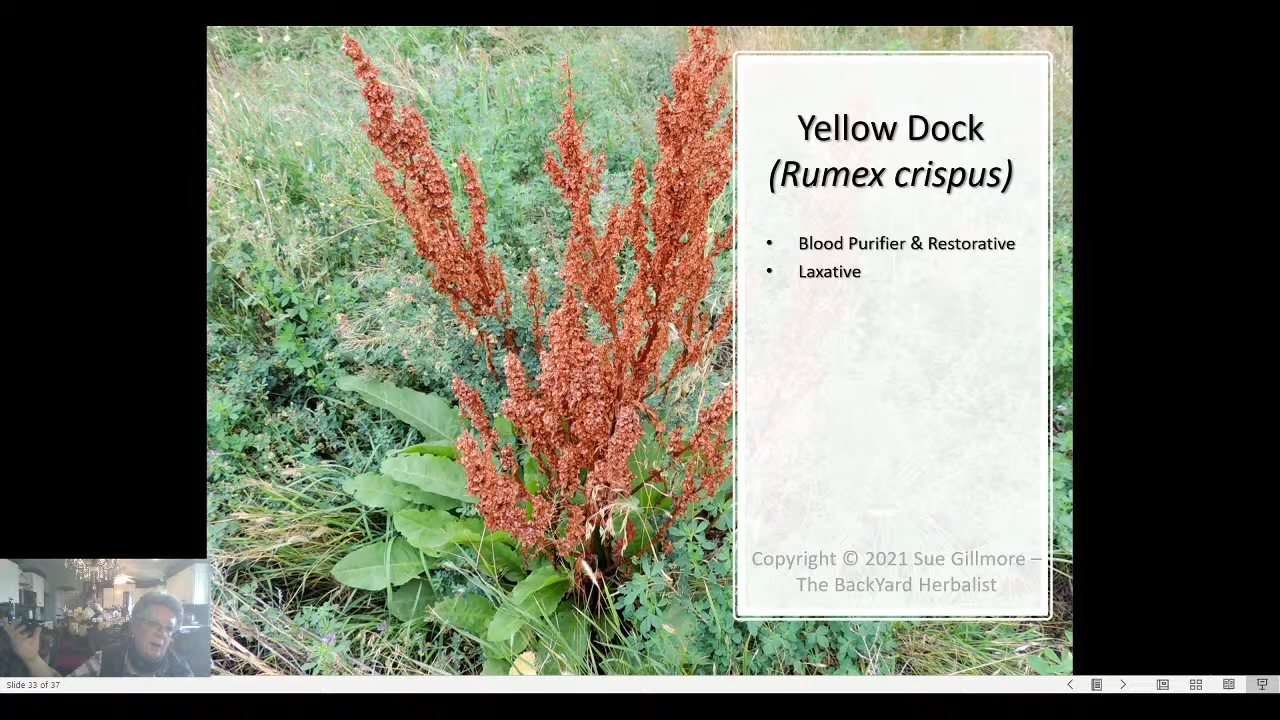 Yellow Dock
(Rumex crispus)
• Blood Purifier & Restorative
• Laxative
Copyright © 2021 Sue Gillmore –
The BackYard Herbalist
Slide 33 of 37